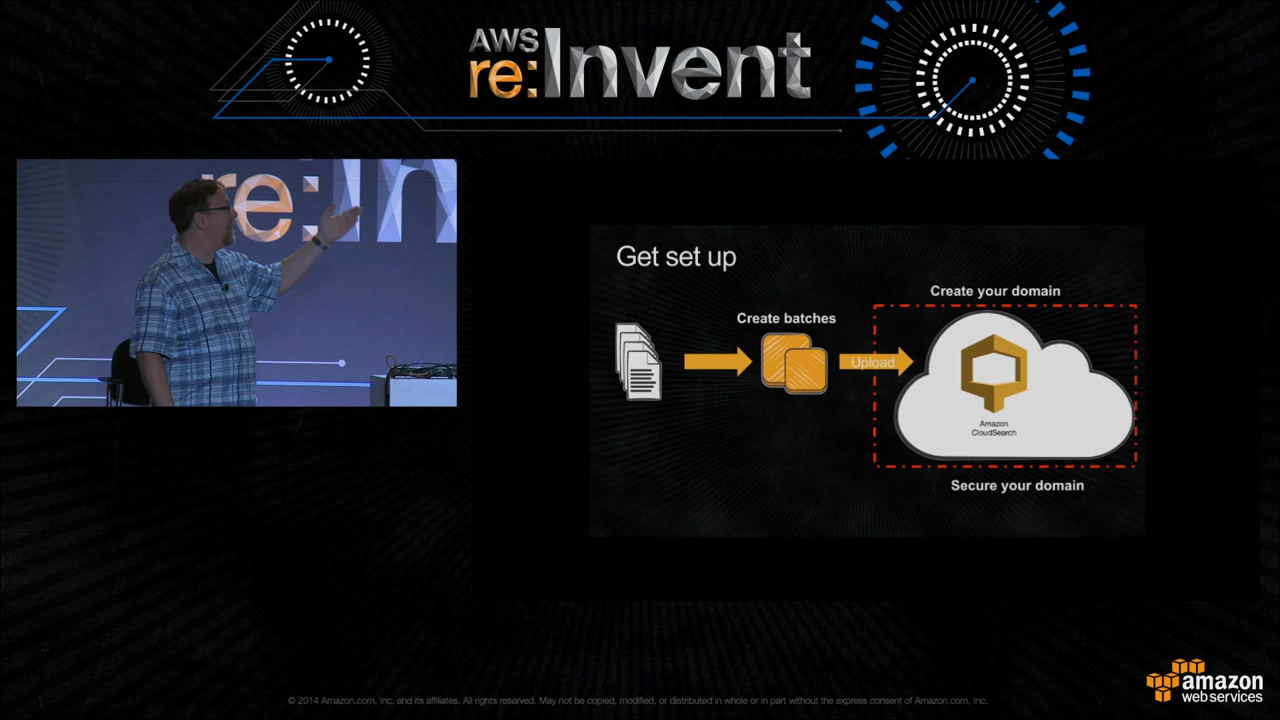 AWS
re:Invent
re:In
Get set up
Create your domain
Create batches
Upload
Amazon
CloudSearch
Secure your domain
© 2014 Amazon.com, Inc. and its affiliates. All rights reserved. May not be copied, modified, or distributed in whole or in part without the express consent of Amazon.com, Inc.
amazon
web services